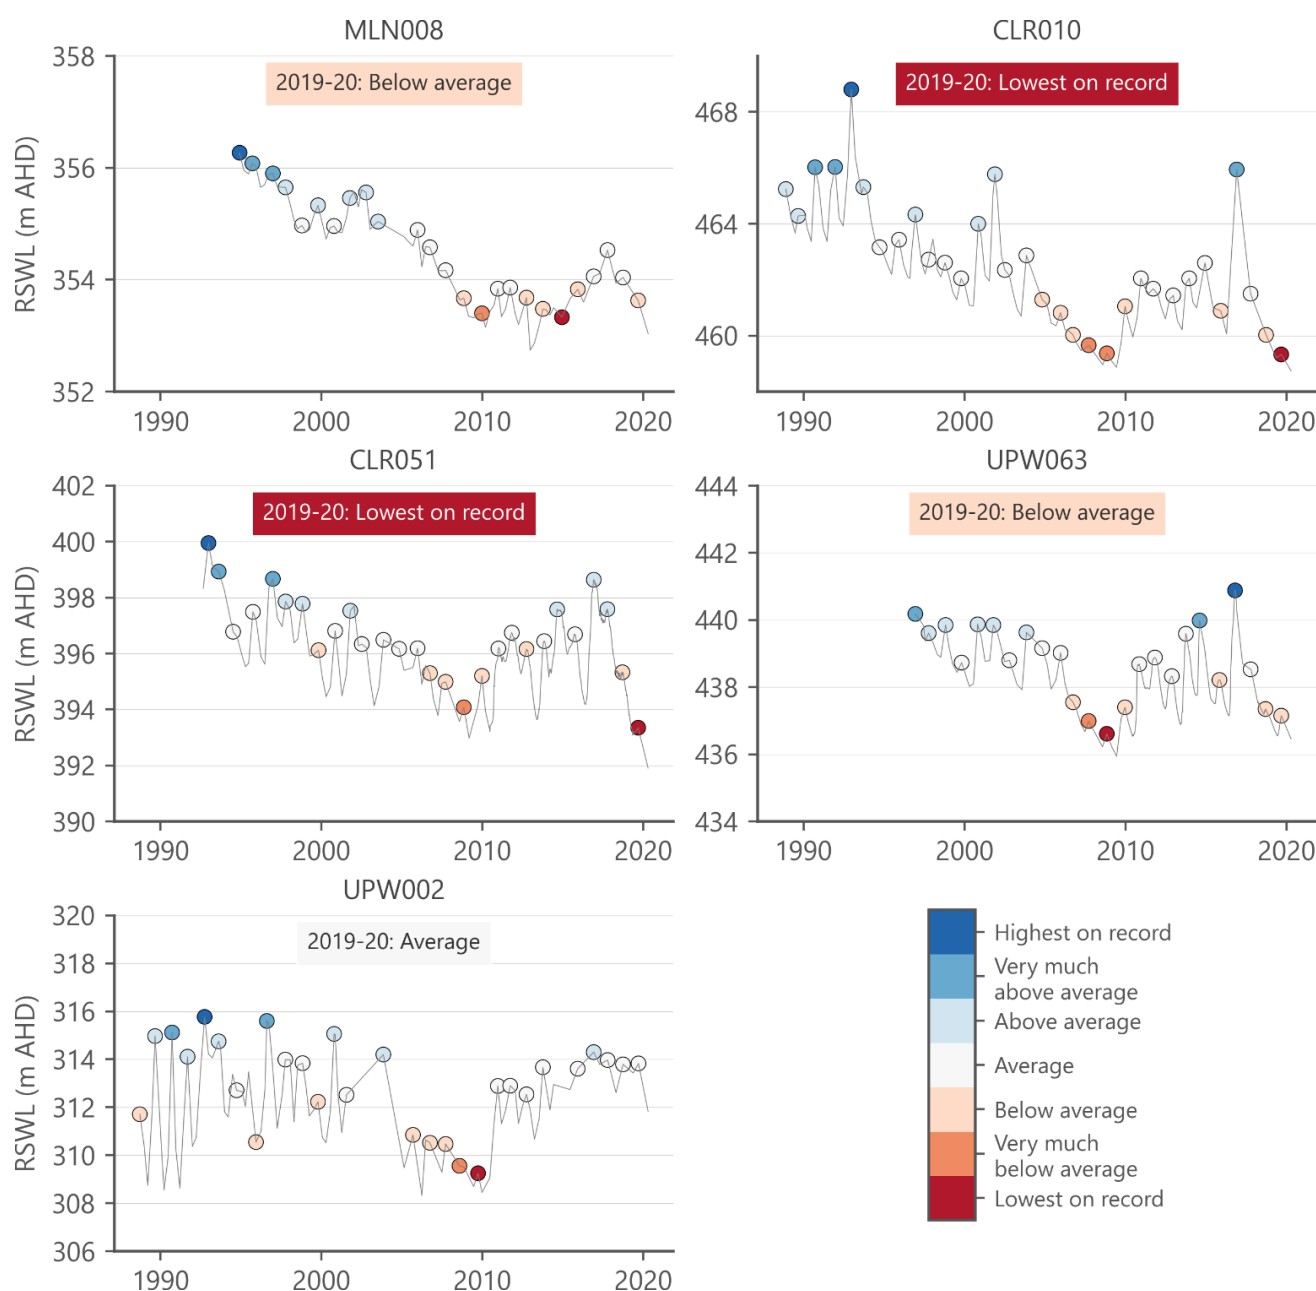 MLN008
2019-20: Below average
RSWL (m AHD)
358
356
354
352
1990
2000
2010
2020
CLR010
2019-20: Lowest on record
468
464
460
1990
2000
2010
2020
CLR051
2019-20: Lowest on record
RSWL (m AHD)
402
400
398
396
394
392
390
1990
2000
2010
2020
UPW063
2019-20: Below average
444
442
440
438
436
434
1990
2000
2010
2020
UPW002
2019-20: Average
RSWL (m AHD)
320
318
316
314
312
310
308
306
1990
2000
2010
2020
Highest on record
Very much
above average
Above average
Average
Below average
Very much
below average
Lowest on record